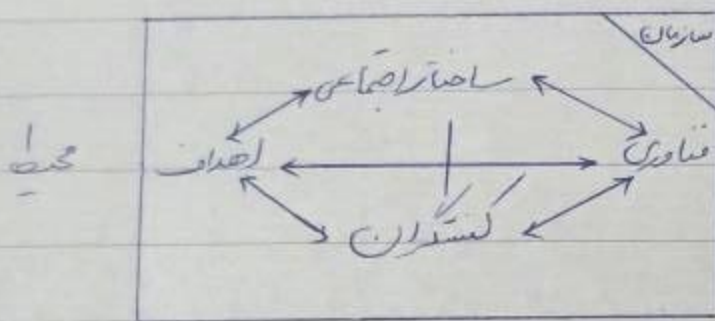 سازمان
ساختار اجتماعی
فناوری
اهداف
محیط
کنشگران